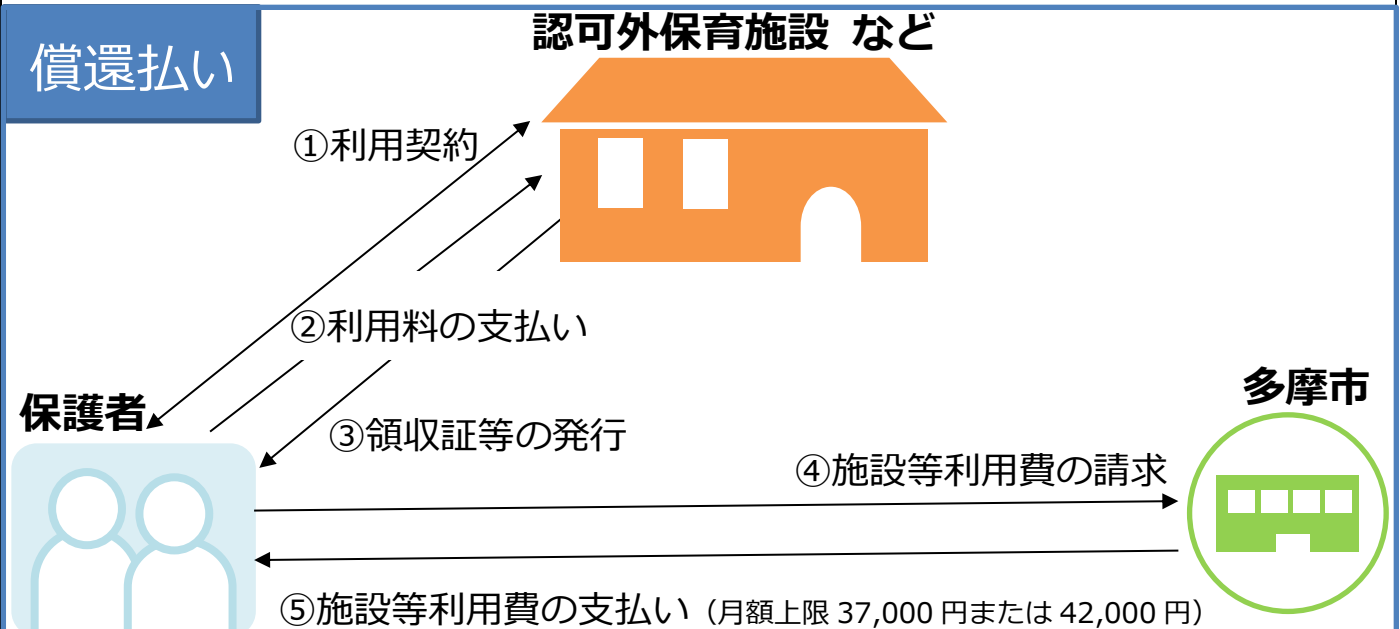 償還払い
認可外保育施設 など
①利用契約
②利用料の支払い
保護者
③領収証等の発行
多摩市
④施設等利用費の請求
⑤施設等利用費の支払い（月額上限 37,000 円または 42,000 円）